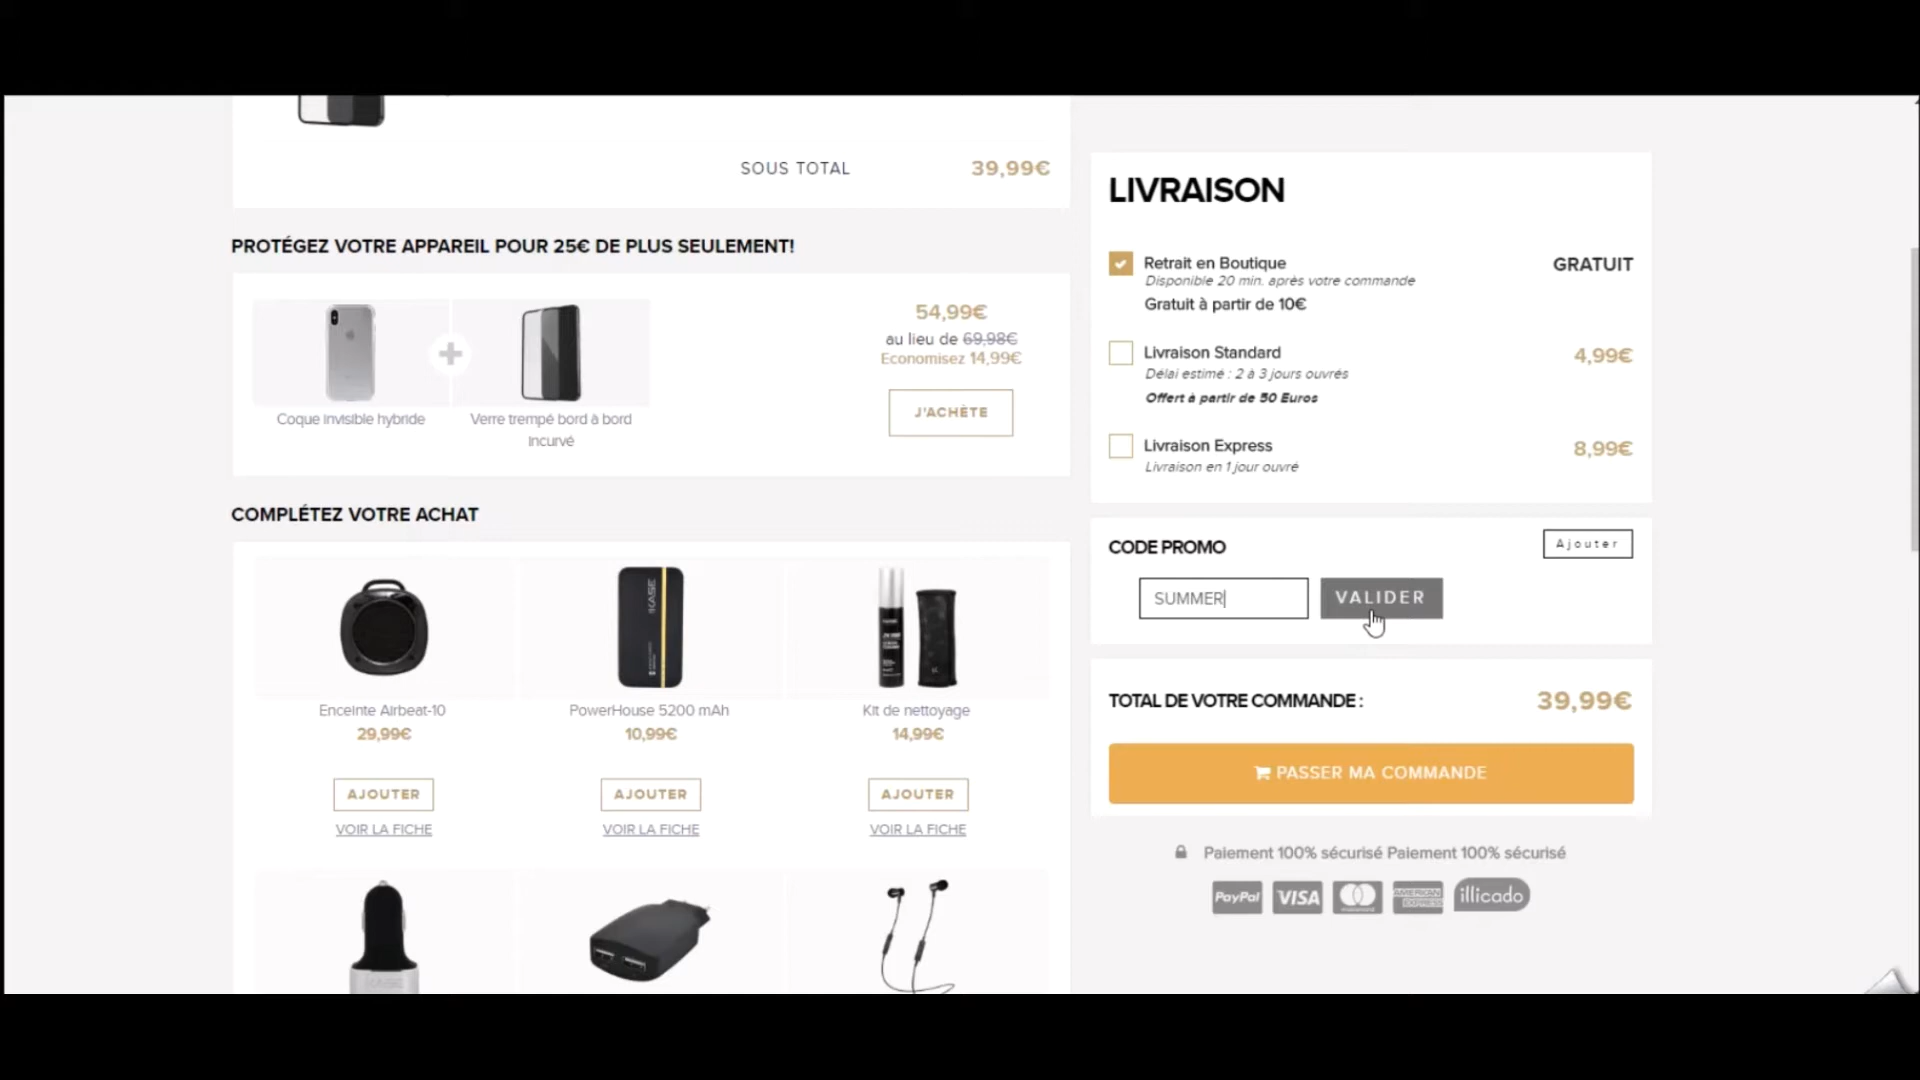 SOUS TOTAL 39,99€
PROTÉGEZ VOTRE APPAREIL POUR 25€ DE PLUS SEULEMENT!
Coque invisible hybride
Verre trempé bord à bord
incurvé
54,99€
au lieu de 69,98€
Economisez 14,99€
J'ACHÈTE
COMPLÉTEZ VOTRE ACHAT
Enceinte Airbeat-10
29,99€
AJOUTER
VOIR LA FICHE
KASE
PowerHouse 5200 mAh
10,99€
AJOUTER
VOIR LA FICHE
Kit de nettoyage
14,99€
AJOUTER
VOIR LA FICHE
LIVRAISON
Retrait en Boutique GRATUIT
Disponible 20 min. après votre commande
Gratuit à partir de 10€
Livraison Standard 4,99€
Délai estimé : 2 à 3 jours ouvrés
Offert à partir de 50 Euros
Livraison Express 8,99€
Livraison en 1 jour ouvré
CODE PROMO Ajouter
SUMMER VALIDER
TOTAL DE VOTRE COMMANDE : 39,99€
PASSER MA COMMANDE
Paiement 100% sécurisé Paiement 100% sécurisé
PayPal VISA mastercard AMERICAN EXPRESS illicado